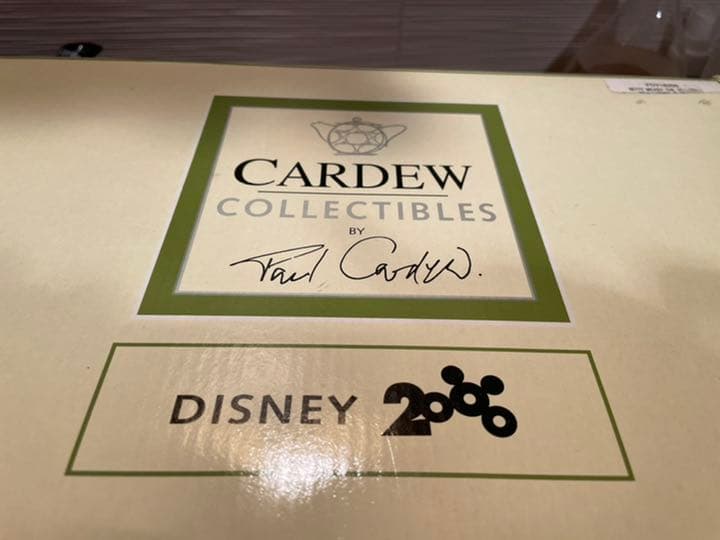 CARDEW
COLLECTIBLES
BY
Paul Cardew.
DISNEY 2000